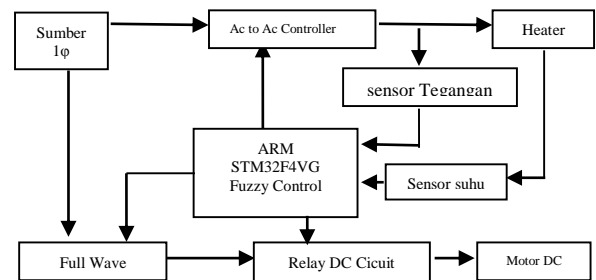 Sumber
1φ
Ac to Ac Controller
Heater
sensor Tegangan
ARM
STM32F4VG
Fuzzy Control
Sensor suhu
Full Wave
Relay DC Cicuit
Motor DC